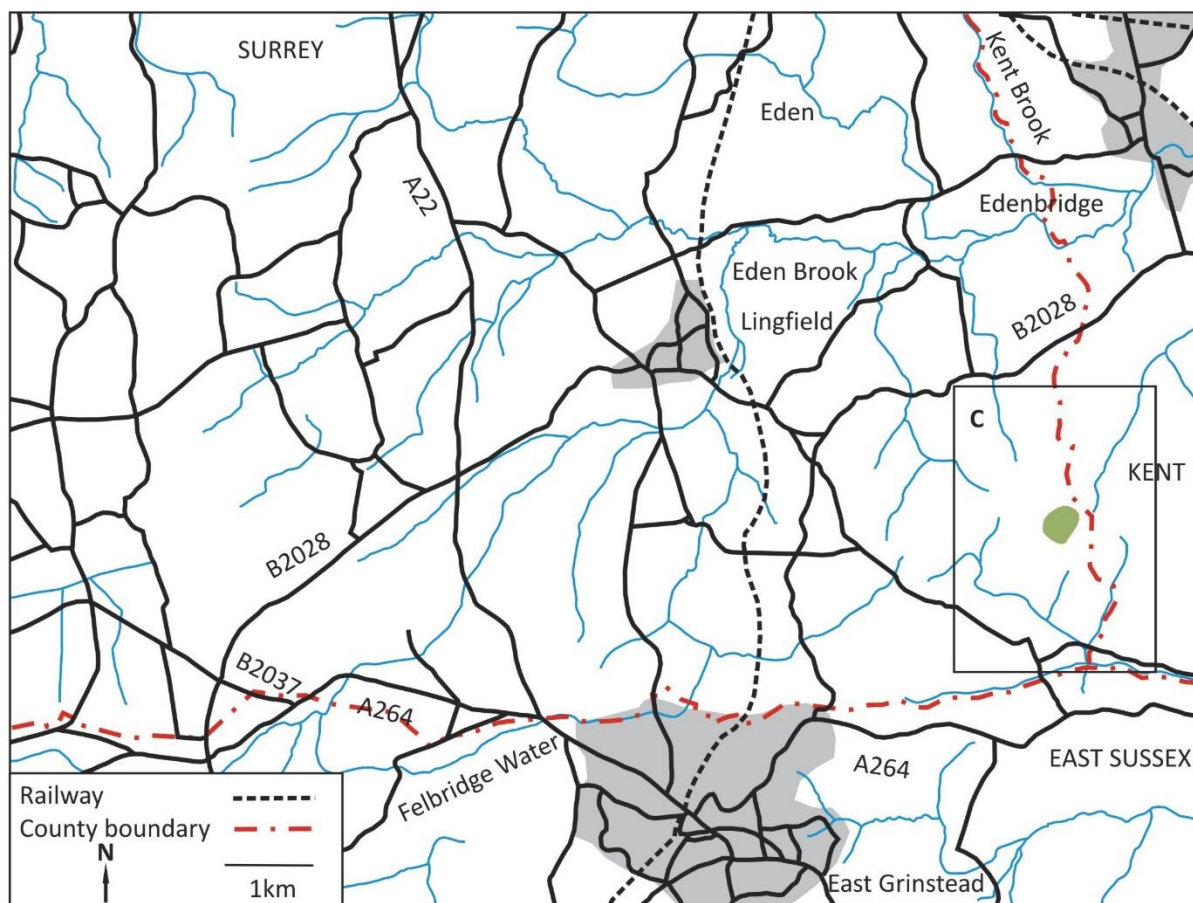 SURREY
Kent Brook
Eden
A22
Edenbridge
Eden Brook
Lingfield
B2028
C
KENT
B2028
B2037
A264
Felbridge Water
A264
EAST SUSSEX
East Grinstead
Railway
County boundary
N
1km